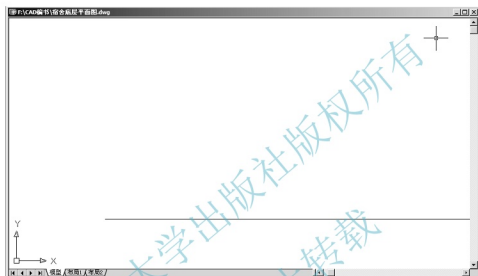 F:\CAD编书\宿舍底层平面图.dwg
大学出版社版权所有
转载
Y
X
模型 布局1 布局2